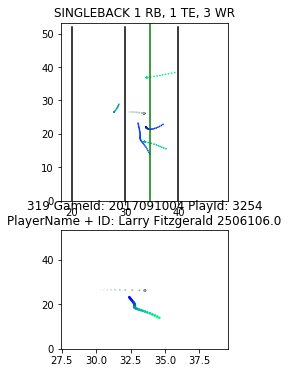 SINGLEBACK 1 RB, 1 TE, 3 WR
50
40
30
20
10
0
20 30 40
319 GameId: 2017091004 PlayId: 3254
PlayerName + ID: Larry Fitzgerald 2506106.0
40
20
0
27.5 30.0 32.5 35.0 37.5